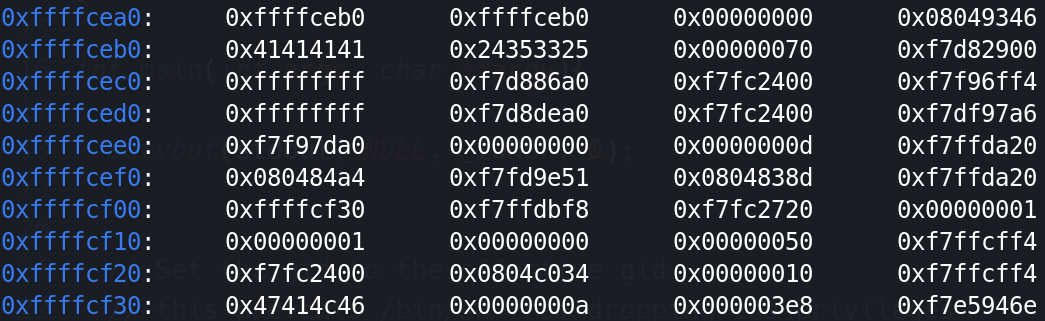 0xffffcea0: 0xffffceb0 0xffffceb0 0x00000000 0x08049346
0xffffceb0: 0x41414141 0x24353325 0x00000070 0xf7d82900
0xffffcec0: 0xffffffff 0xf7d886a0 0xf7fc2400 0xf7f96ff4
0xffffced0: 0xffffffff 0xf7d8dea0 0xf7fc2400 0xf7df97a6
0xffffcee0: 0xf7f97da0 0x00000000 0x0000000d 0xf7ffda20
0xffffcef0: 0x080484a4 0xf7fd9e51 0x0804838d 0xf7ffda20
0xffffcf00: 0xffffcf30 0xf7ffdbf8 0xf7fc2720 0x00000001
0xffffcf10: 0x00000001 0x00000000 0x00000050 0xf7ffcff4
0xffffcf20: 0xf7fc2400 0x0804c034 0x00000010 0xf7ffcff4
0xffffcf30: 0x47414c46 0x0000000a 0x000003e8 0xf7e5946e